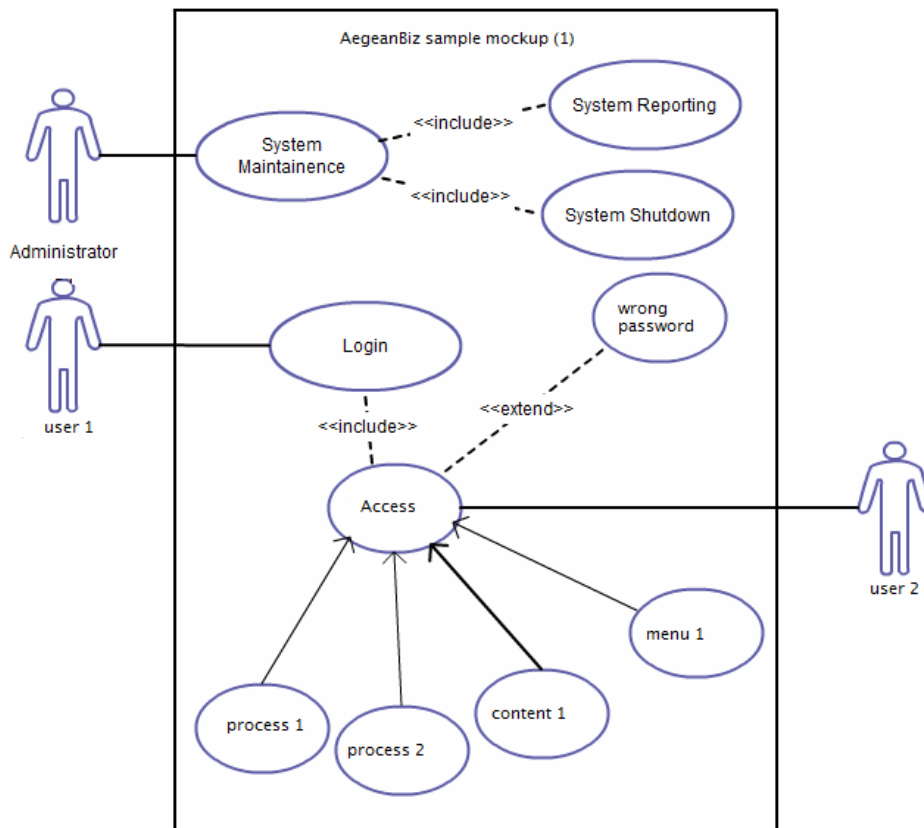 AegeanBiz sample mockup (1)
System Reporting
<<include>>
System
Maintainence
<<include>>
System Shutdown
Administrator
wrong
password
Login
<<extend>>
user 1
<<include>>
Access
user 2
menu 1
content 1
process 1
process 2